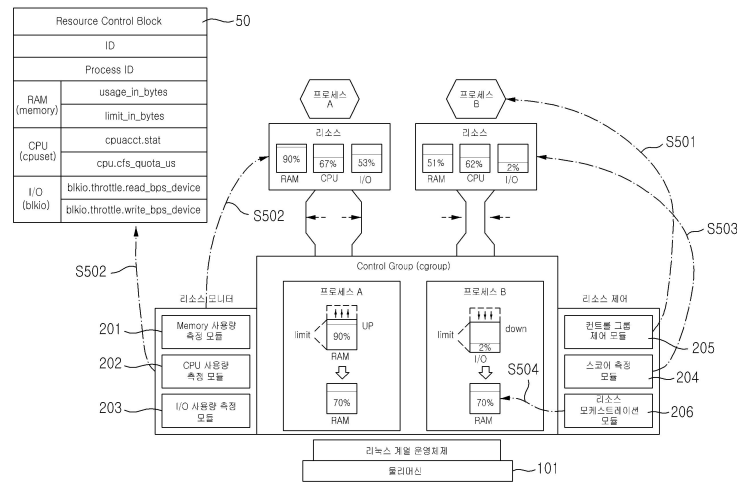 Resource Control Block
50
ID
Process ID
RAM
(memory)
usage_in_bytes
limit_in_bytes
CPU
(cpuset)
cpuacct.stat
cpu.cfs_quota_us
I/O
(blkio)
blkio.throttle.read_bps_device
blkio.throttle.write_bps_device
프로세스
A
프로세스
B
리소스
90%
67%
53%
RAM
CPU
I/O
리소스
51%
62%
2%
RAM
CPU
I/O
S501
S502
S502
S503
Control Group (cgroup)
리소스 모니터
201
Memory 사용량
측정 모듈
202
CPU 사용량
측정 모듈
203
I/O 사용량 측정
모듈
프로세스 A
limit
UP
90%
RAM
70%
RAM
프로세스 B
limit
down
2%
I/O
70%
RAM
S504
리소스 제어
컨트롤 그룹
제어 모듈
205
스코어 측정
모듈
204
리소스
오케스트레이션
모듈
206
리눅스 계열 운영체제
물리머신
101